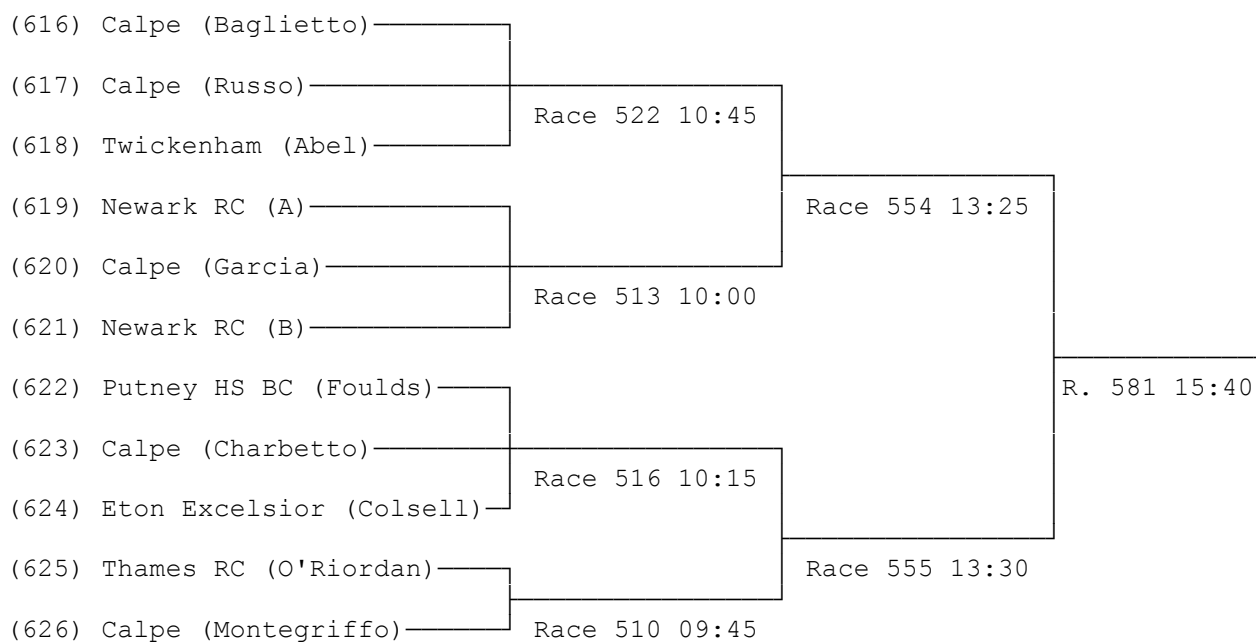 (616) Calpe (Baglietto)
(617) Calpe (Russo)
Race 522 10:45
(618) Twickenham (Abel)
(619) Newark RC (A)
Race 554 13:25
(620) Calpe (Garcia)
Race 513 10:00
(621) Newark RC (B)
(622) Putney HS BC (Foulds)
R. 581 15:40
(623) Calpe (Charbetto)
Race 516 10:15
(624) Eton Excelsior (Colsell)
(625) Thames RC (O'Riordan)
Race 555 13:30
(626) Calpe (Montegriffo)
Race 510 09:45